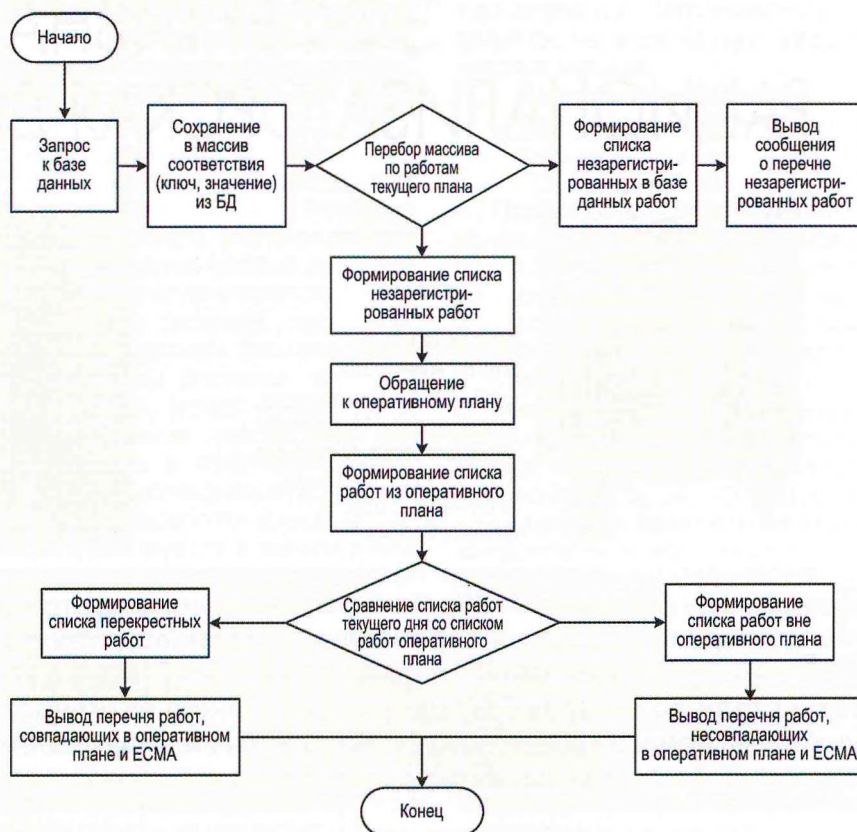 Начало
Запрос
к базе
данных
Сохранение
в массив
соответствия
(ключ, значение)
из БД
Перебор массива
по работам
текущего плана
Формирование
списка
незарегистри-
рованных в базе
данных работ
Вывод
сообщения
о перечне
незарегистри-
рованных работ
Формирование списка
незарегистри-
рованных работ
Обращение
к оперативному
плану
Формирование списка
работ из оперативного
плана
Сравнение списка работ
текущего дня со списком
работ оперативного
плана
Формирование
списка перекрестных
работ
Формирование
списка работ вне
оперативного плана
Вывод перечня работ,
совпадающих в оперативном
плане и ЕСМА
Вывод перечня работ,
несовпадающих
в оперативном плане и ЕСМА
Конец